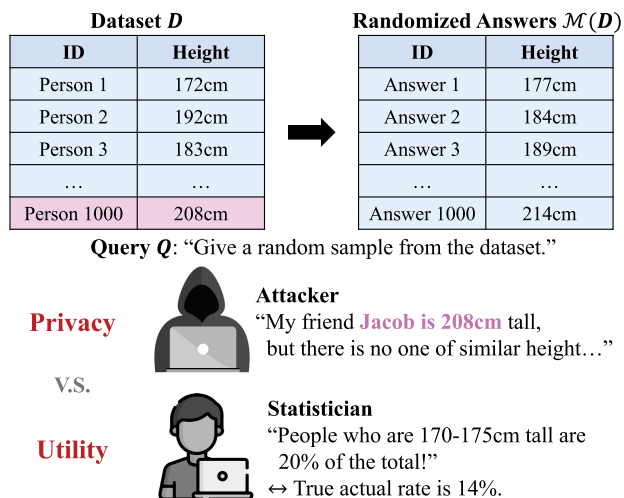 Dataset D
Randomized Answers ℳ(D)
ID Height
Person 1 172cm
Person 2 192cm
Person 3 183cm
... ...
Person 1000 208cm
ID Height
Answer 1 177cm
Answer 2 184cm
Answer 3 189cm
... ...
Answer 1000 214cm
Query Q: “Give a random sample from the dataset.”
Privacy
Attacker
“My friend Jacob is 208cm tall,
but there is no one of similar height…”
V.S.
Utility
Statistician
“People who are 170-175cm tall are
20% of the total!”
↔ True actual rate is 14%.